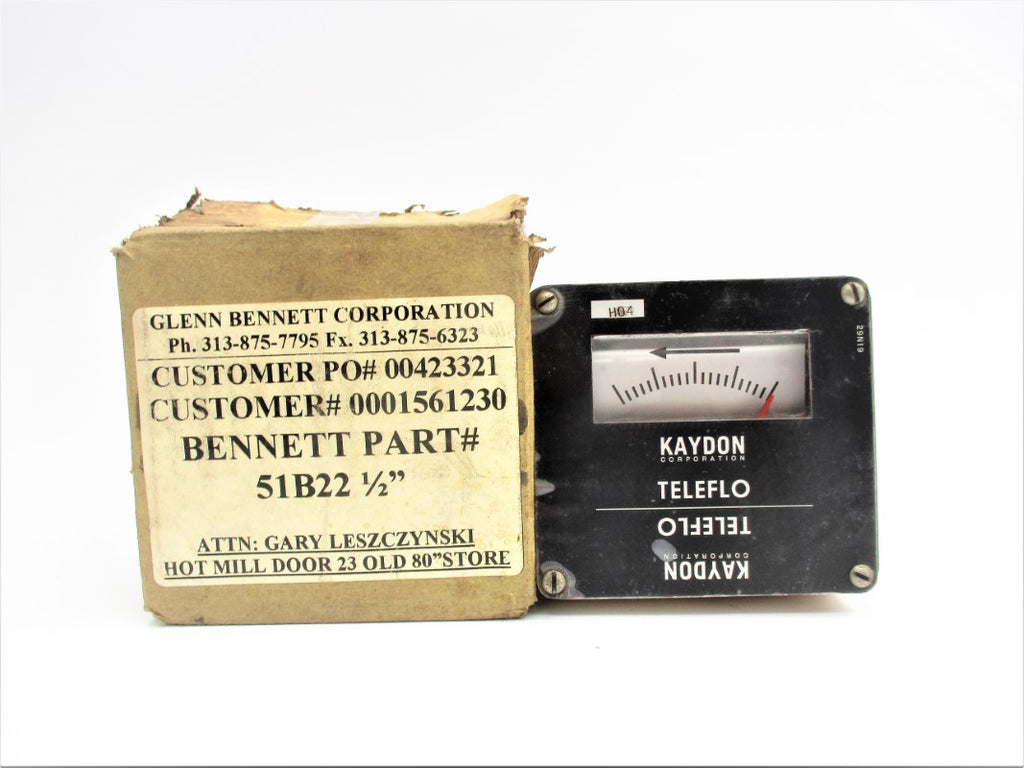 GLENN BENNETT CORPORATION
Ph. 313-875-7795 Fx. 313-875-6323
CUSTOMER PO# 00423321
CUSTOMER# 0001561230
BENNETT PART#
51B22 ½”
ATTN: GARY LESZCZYNSKI
HOT MILL DOOR 23 OLD 80”STORE
29N19
KAYDON
CORPORATION
TELEFLO
TELEFLO
KAYDON
CORPORATION